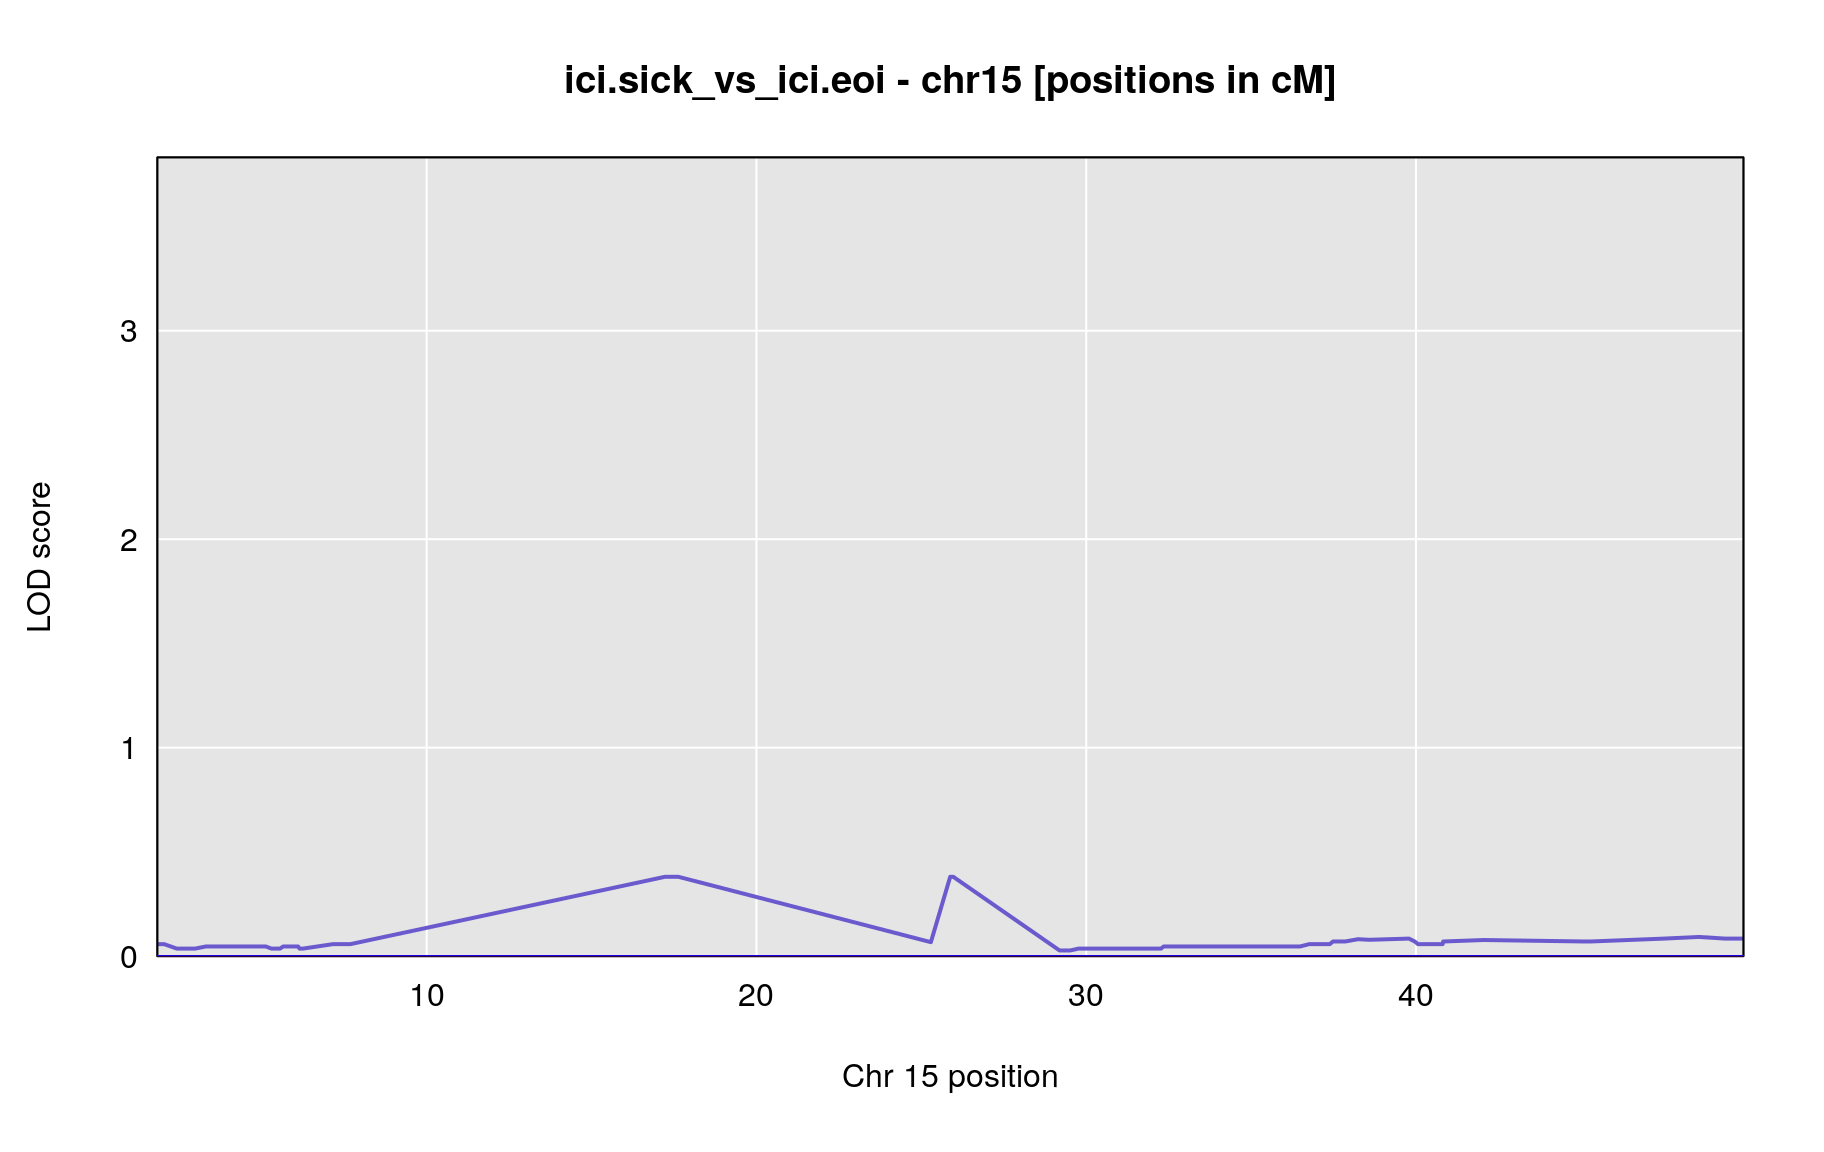 ici.sick_vs_ici.eoi - chr15 [positions in cM]
3
2
1
0
LOD score
10 20 30 40
Chr 15 position